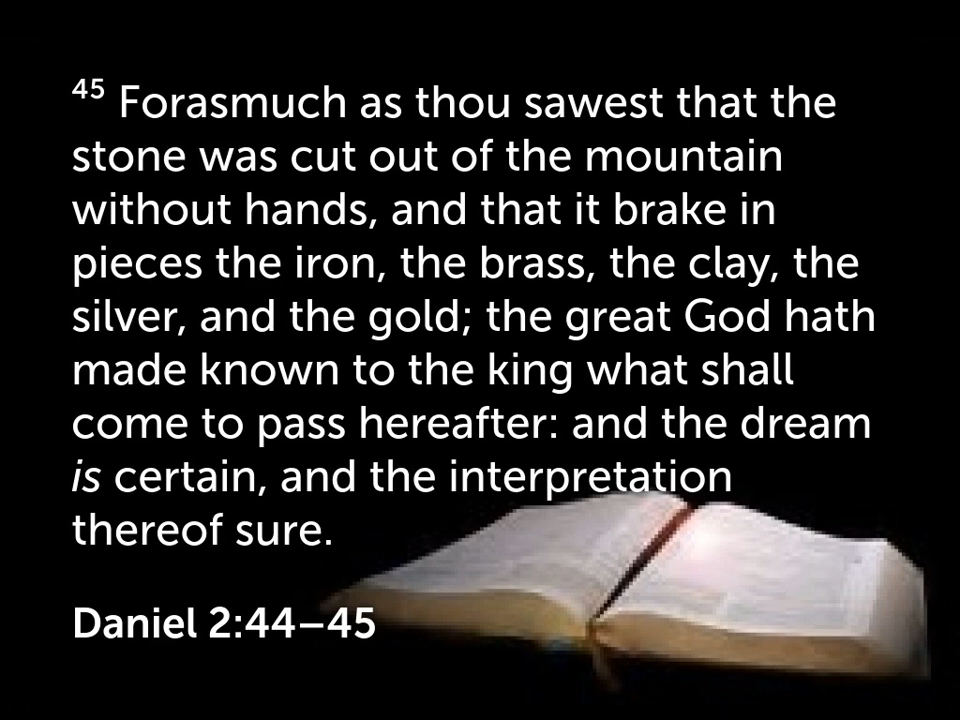 45 Forasmuch as thou sawest that the
stone was cut out of the mountain
without hands, and that it brake in
pieces the iron, the brass, the clay, the
silver, and the gold; the great God hath
made known to the king what shall
come to pass hereafter: and the dream
is certain, and the interpretation
thereof sure.
Daniel 2:44–45